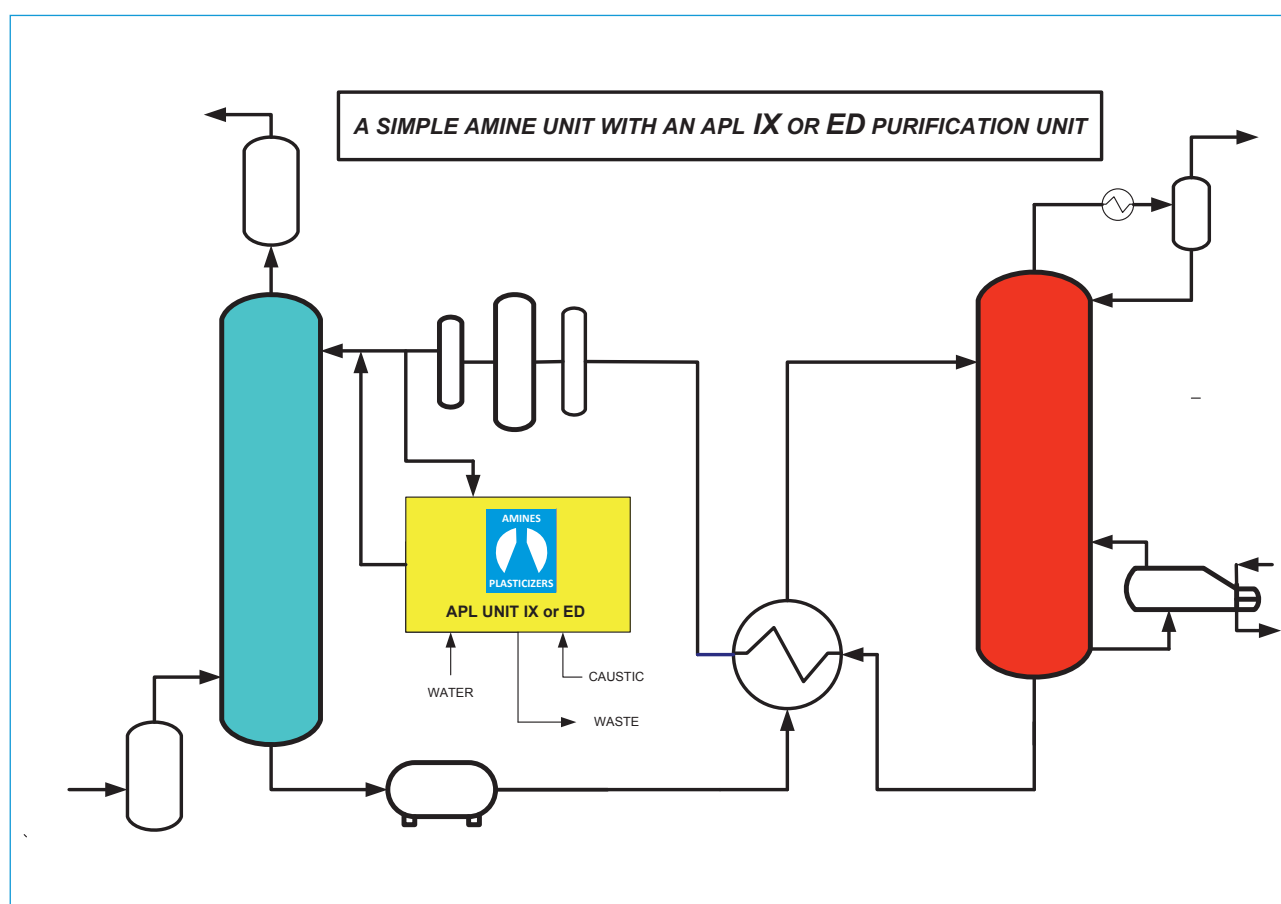 A SIMPLE AMINE UNIT WITH AN APL IX OR ED PURIFICATION UNIT
AMINES
PLASTICIZERS
APL UNIT IX or ED
WATER
CAUSTIC
WASTE